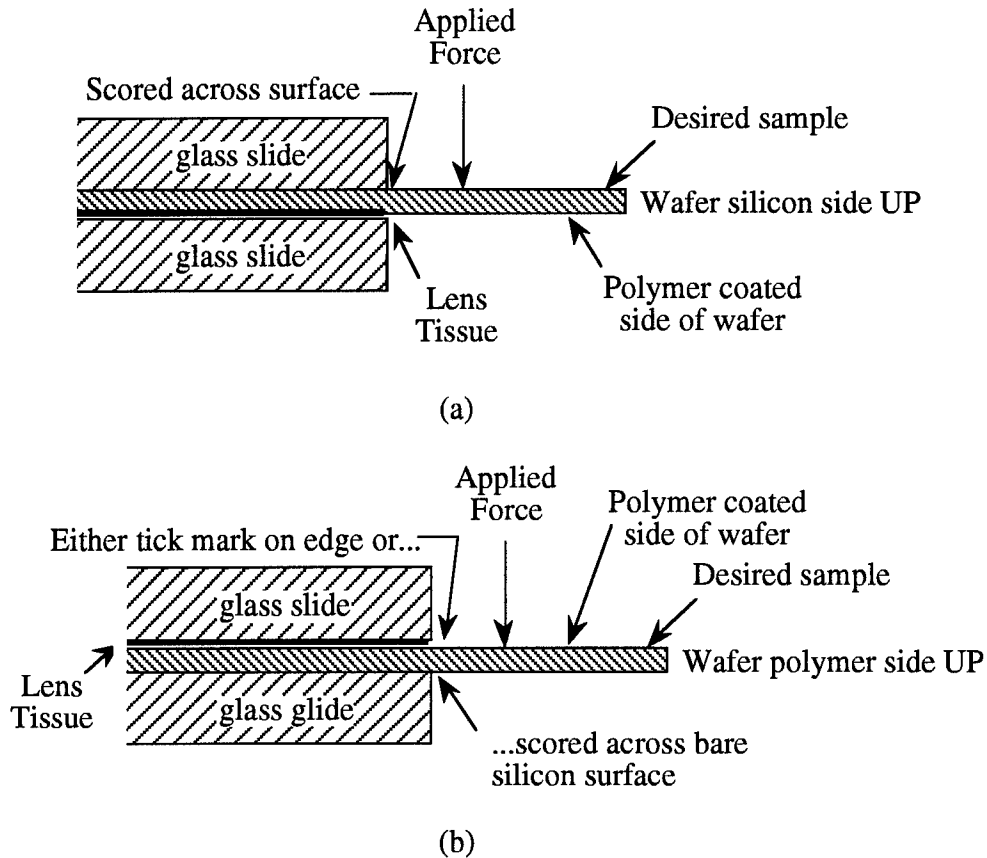 Applied
Force
Scored across surface
Desired sample
glass slide
Wafer silicon side UP
glass slide
Lens
Tissue
Polymer coated
side of wafer
(a)
Applied
Force
Polymer coated
side of wafer
Either tick mark on edge or...
Desired sample
glass slide
Wafer polymer side UP
Lens
Tissue
glass glide
...scored across bare
silicon surface
(b)